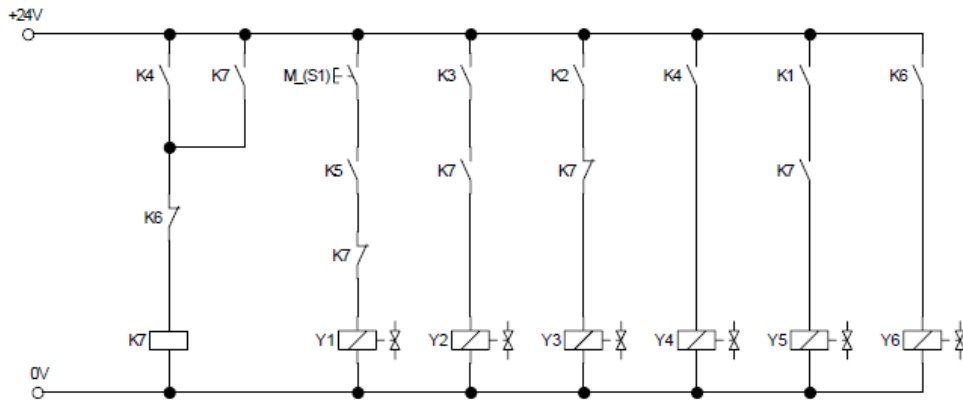 +24V
K4 K7 M_(S1) K3 K2 K4 K1 K6
K5 K7 K7 K7
K6
K7
K7 Y1 Y2 Y3 Y4 Y5 Y6
0V